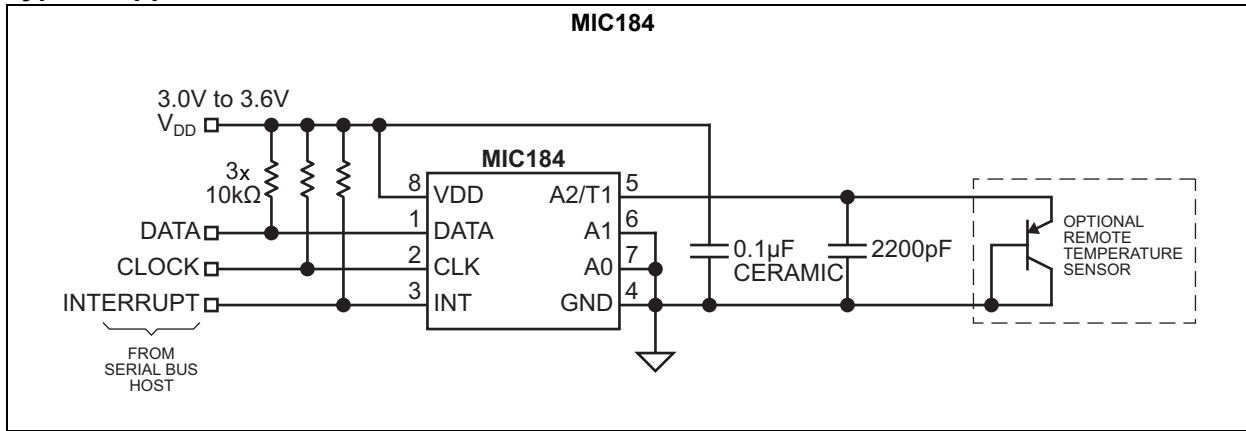 MIC184
3.0V to 3.6V
VDD
3x
10kΩ
DATA
CLOCK
INTERRUPT
FROM
SERIAL BUS
HOST
MIC184
8 VDD
1 DATA
2 CLK
3 INT
A2/T1 5
A1 6
A0 7
GND 4
0.1µF
CERAMIC
2200pF
OPTIONAL
REMOTE
TEMPERATURE
SENSOR